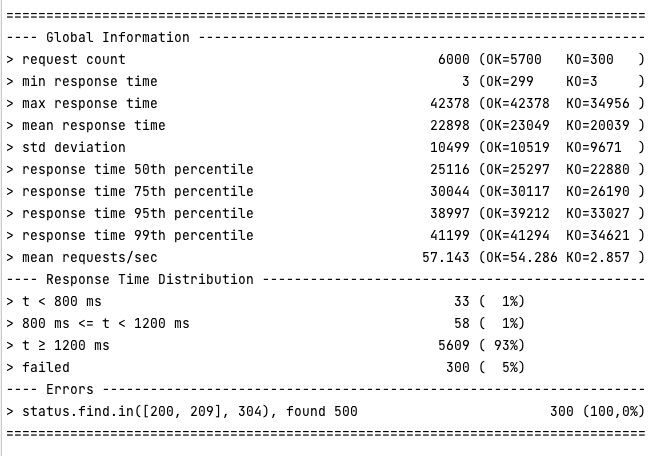 ================================================================================
---- Global Information --------------------------------------------------------
> request count                                       6000 (OK=5700   KO=300   )
> min response time                                      3 (OK=299    KO=3     )
> max response time                                  42378 (OK=42378  KO=34956 )
> mean response time                                 22898 (OK=23049  KO=20039 )
> std deviation                                      10499 (OK=10519  KO=9671  )
> response time 50th percentile                      25116 (OK=25297  KO=22880 )
> response time 75th percentile                      30044 (OK=30117  KO=26190 )
> response time 95th percentile                      38997 (OK=39212  KO=33027 )
> response time 99th percentile                      41199 (OK=41294  KO=34621 )
> mean requests/sec                                 57.143 (OK=54.286 KO=2.857 )
---- Response Time Distribution ------------------------------------------------
> t < 800 ms                                            33 (  1%)
> 800 ms <= t < 1200 ms                                 58 (  1%)
> t ≥ 1200 ms                                         5609 ( 93%)
> failed                                               300 (  5%)
---- Errors --------------------------------------------------------------------
> status.find.in([200, 209], 304), found 500                        300 (100,0%)
================================================================================